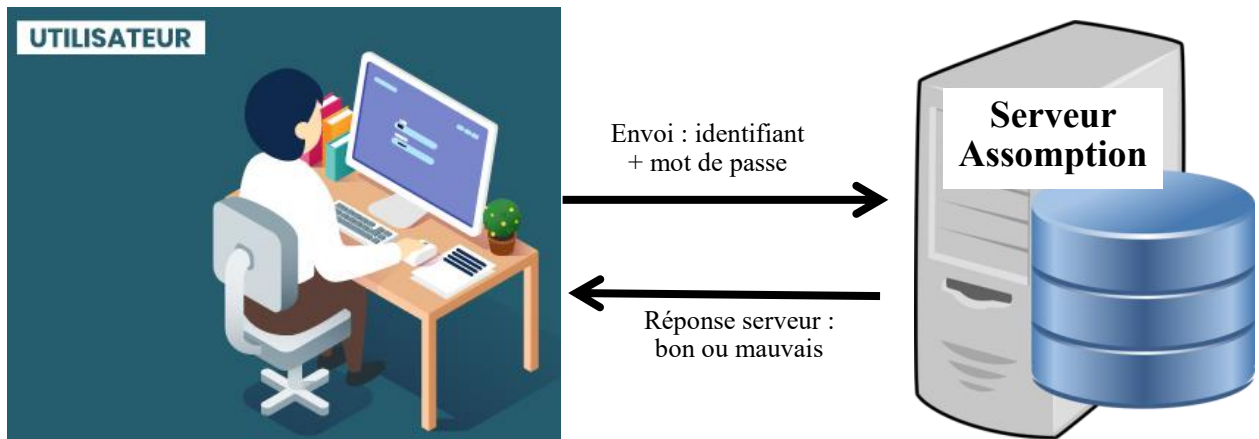 UTILISATEUR
Envoi : identifiant
+ mot de passe
Serveur
Assomption
Réponse serveur :
bon ou mauvais